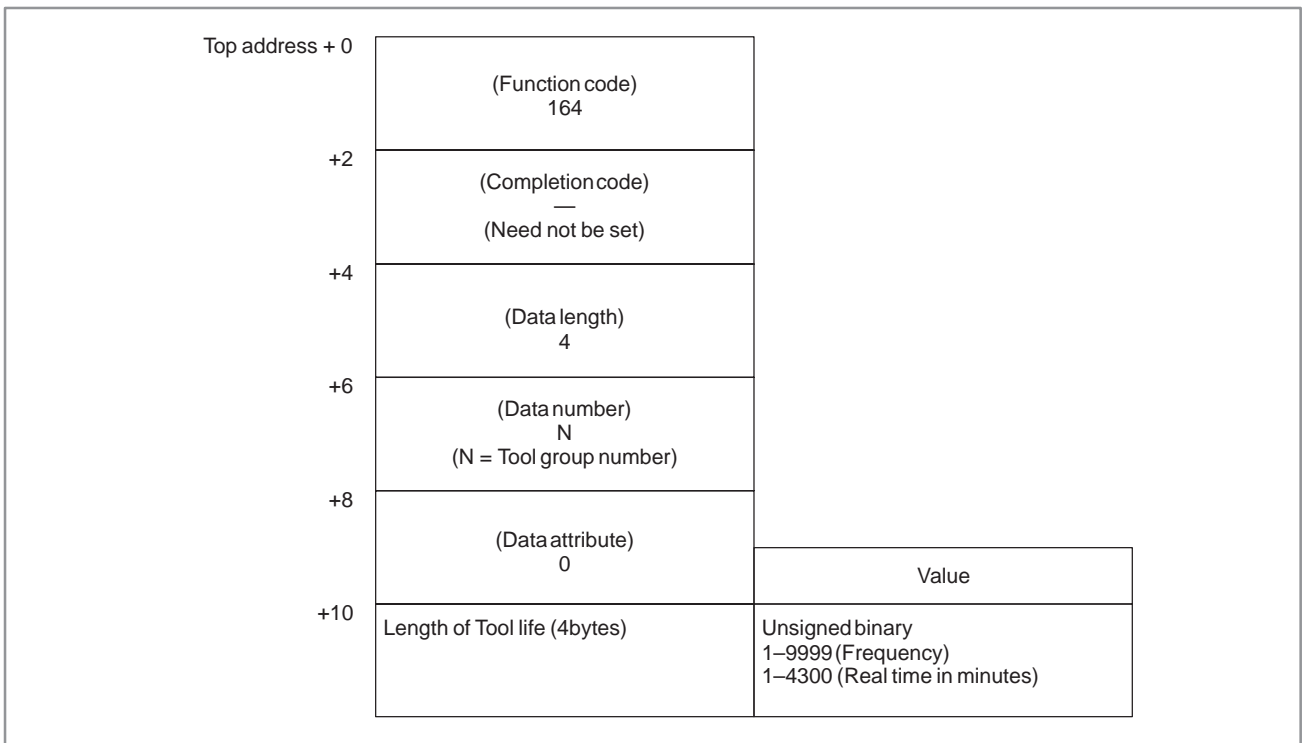 Top address + 0
(Function code)
164
+2
(Completion code)
—
(Need not be set)
+4
(Data length)
4
+6
(Data number)
N
(N = Tool group number)
+8
(Data attribute)
0
Value
+10
Length of Tool life (4bytes)
Unsigned binary
1–9999 (Frequency)
1–4300 (Real time in minutes)